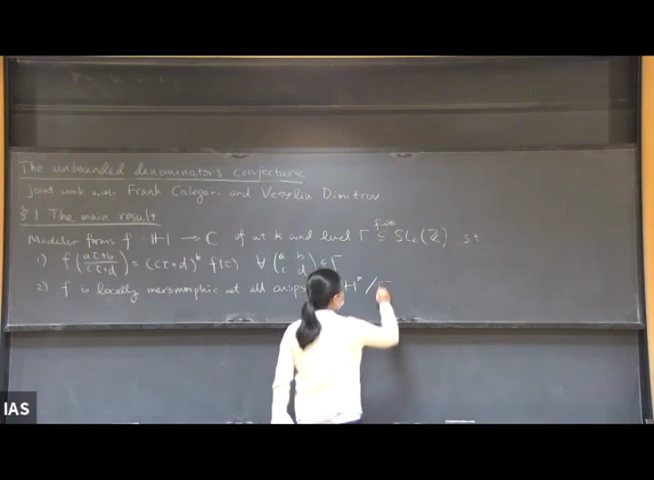 The unbounded denominators conjecture
joint work with Frank Calegari and Vesselin Dimitrov
§1 The main result
Modular forms f : H → C of wt k and level Γ ⊆ SL₂(Z) st
1) f((aτ+b)/(cτ+d)) = (cτ+d)^k f(τ) ∀ (a b c d) ∈ Γ
2) f is locally meromorphic at all cusps H* /
IAS